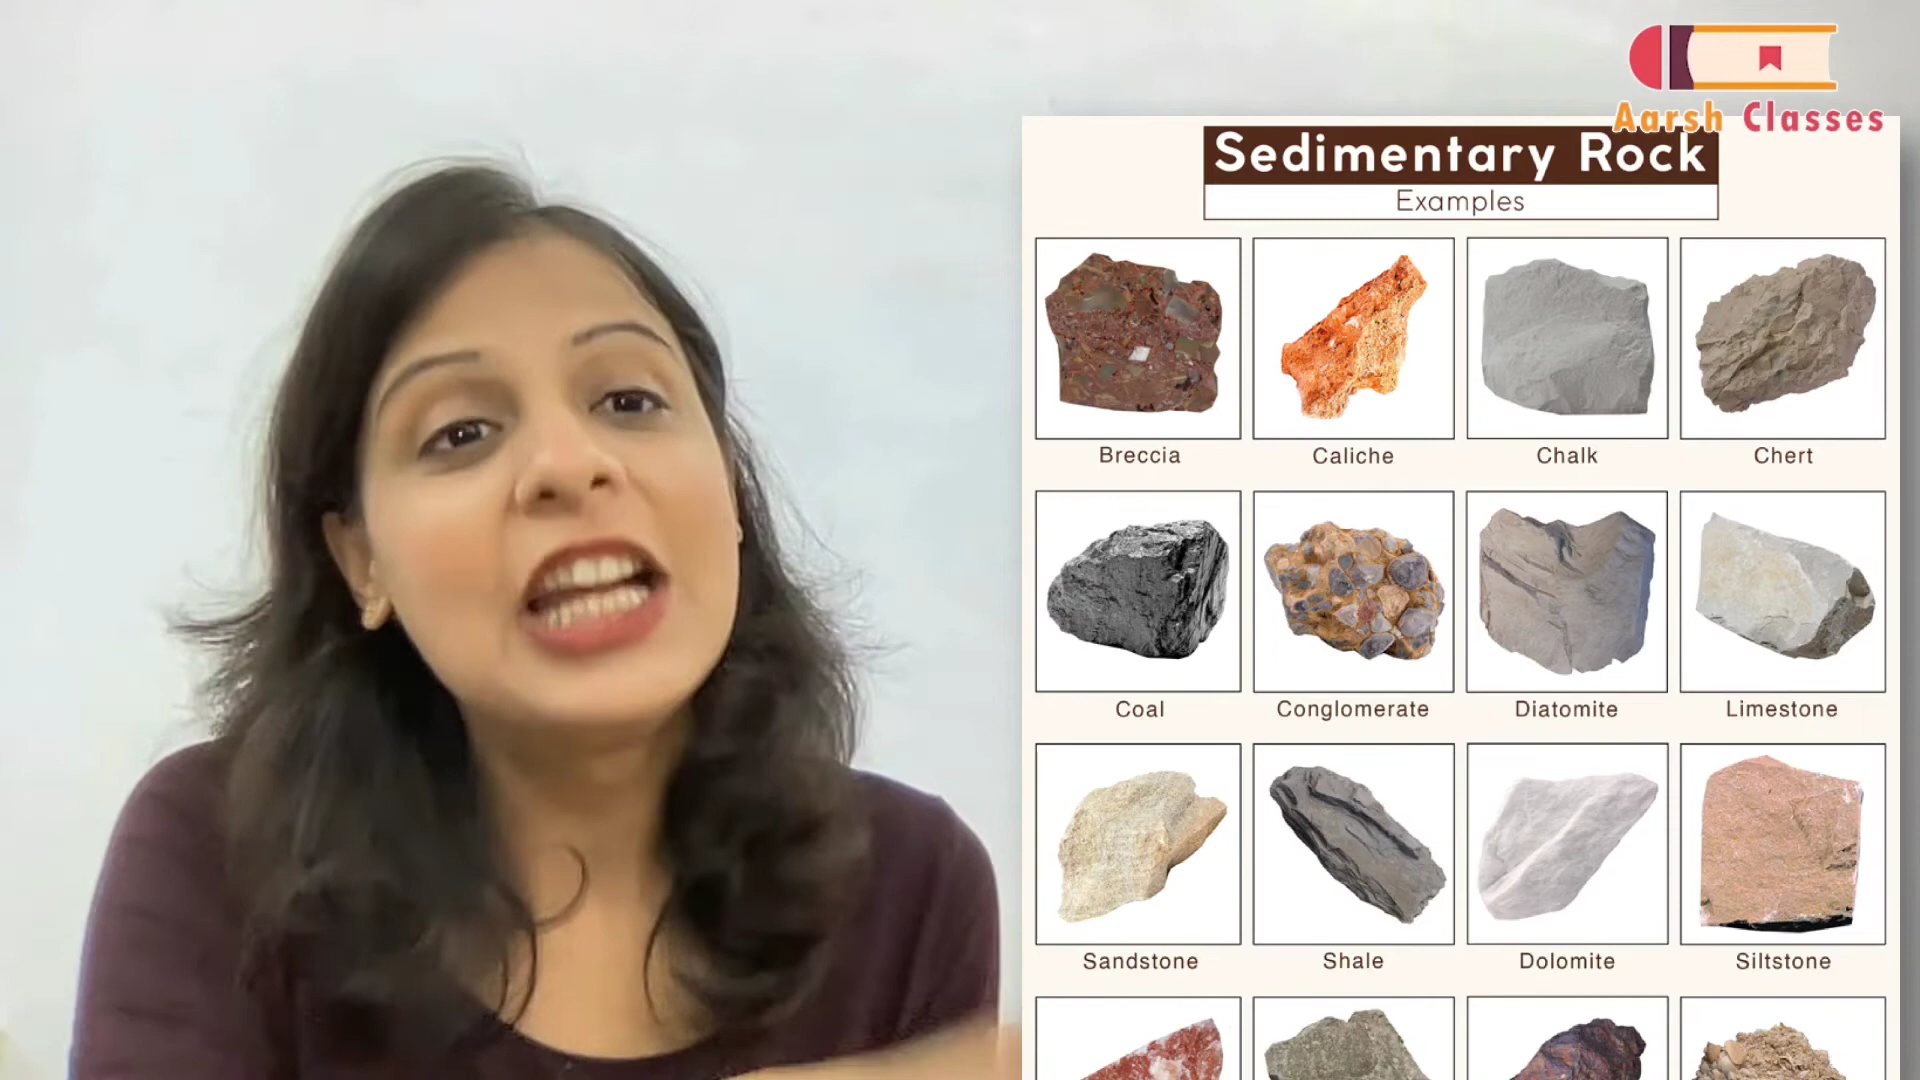 Aarsh Classes
Sedimentary Rock
Examples
Breccia
Caliche
Chalk
Chert
Coal
Conglomerate
Diatomite
Limestone
Sandstone
Shale
Dolomite
Siltstone